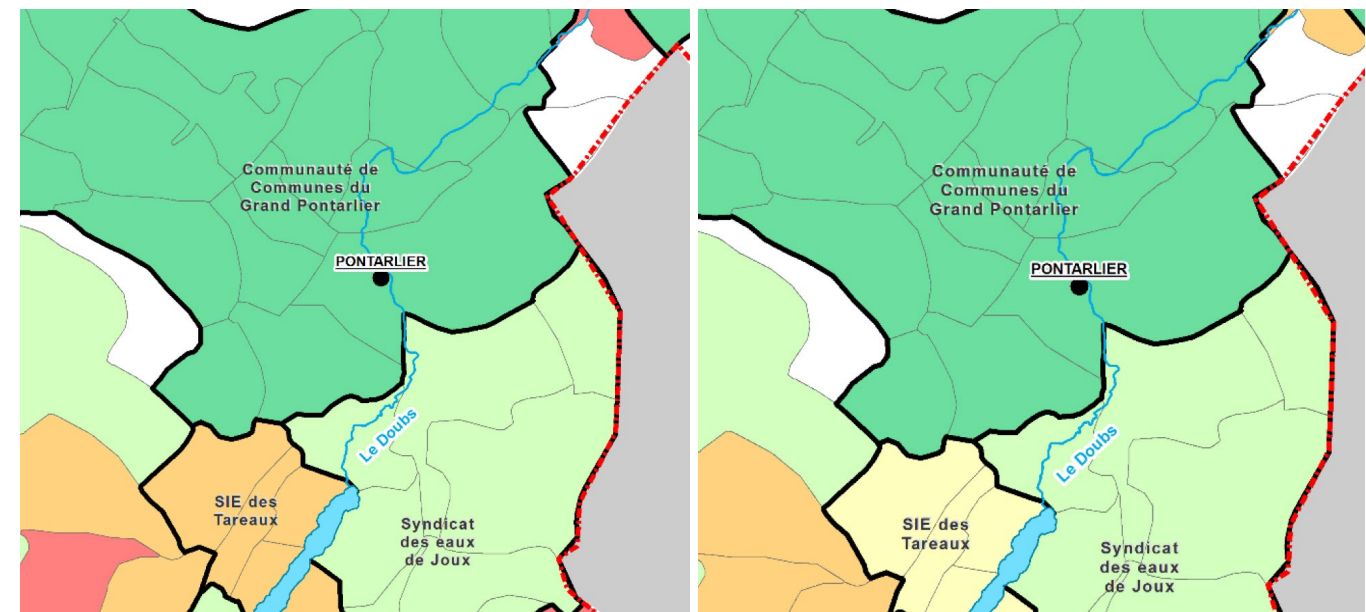 Communauté de
Communes du
Grand Pontarlier
PONTARLIER
Le Doubs
SIE des
Tareaux
Syndicat
des eaux
de Joux
Communauté de
Communes du
Grand Pontarlier
PONTARLIER
Le Doubs
SIE des
Tareaux
Syndicat
des eaux
de Joux